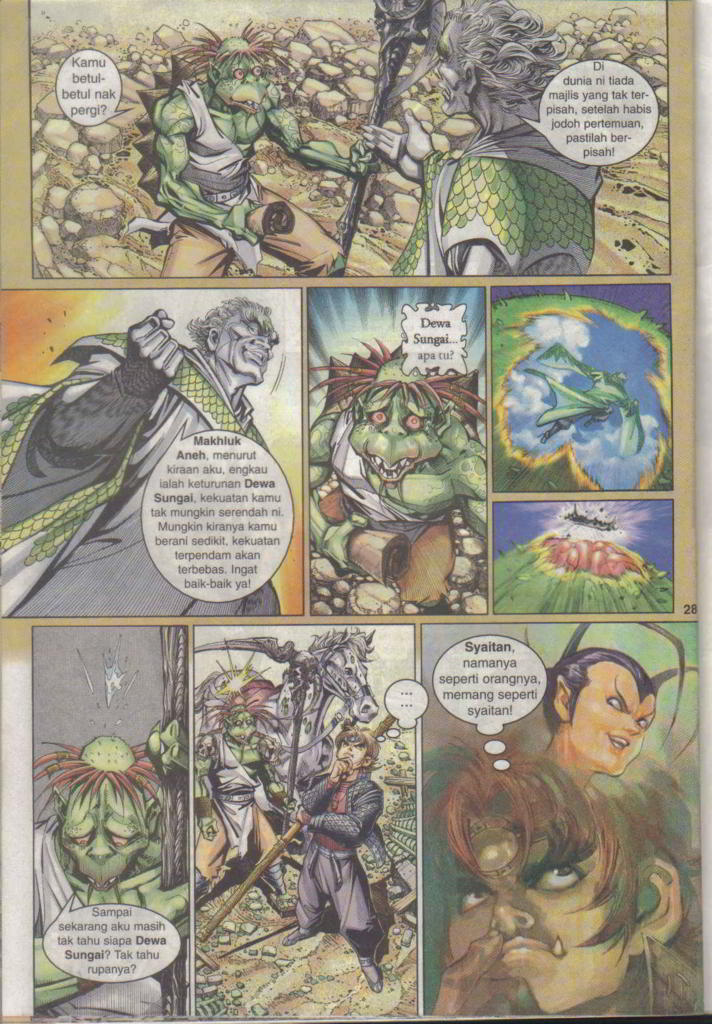 Kamu
betul-
betul nak
pergi?
Di
dunia ni tiada
majlis yang tak ter-
pisah, setelah habis
jodoh pertemuan,
pastilah ber-
pisah!
Makhluk
Aneh, menurut
kiraan aku, engkau
ialah keturunan Dewa
Sungai, kekuatan kamu
tak mungkin serendah ni.
Mungkin kiranya kamu
berani sedikit, kekuatan
terpendam akan
terbebas. Ingat
baik-baik ya!
Dewa
Sungai...
apa tu?
28
Sampai
sekarang aku masih
tak tahu siapa Dewa
Sungai? Tak tahu
rupanya?
...
...
Syaitan,
namanya
seperti orangnya,
memang seperti
syaitan!